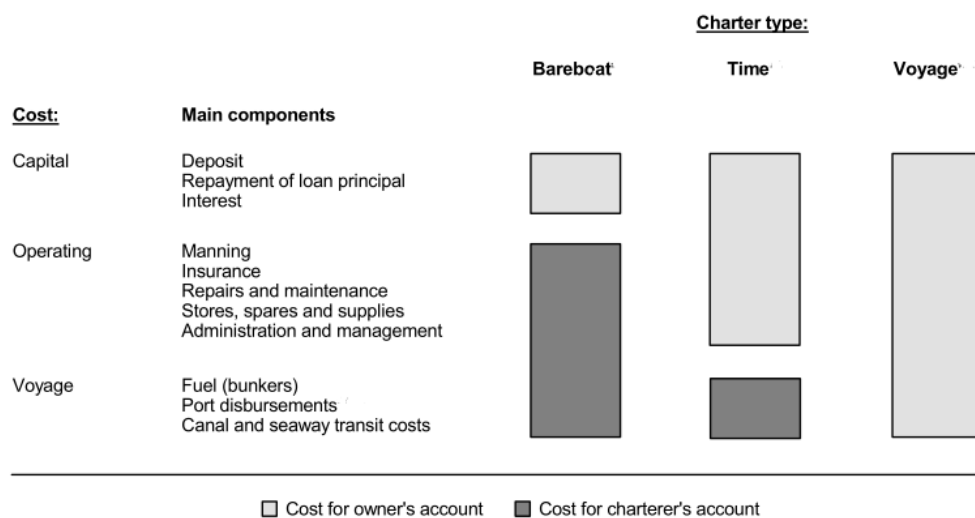 Charter type:
Bareboat Time Voyage
Cost: Main components
Capital Deposit
Repayment of loan principal
Interest
Operating Manning
Insurance
Repairs and maintenance
Stores, spares and supplies
Administration and management
Voyage Fuel (bunkers)
Port disbursements
Canal and seaway transit costs
Cost for owner's account Cost for charterer's account